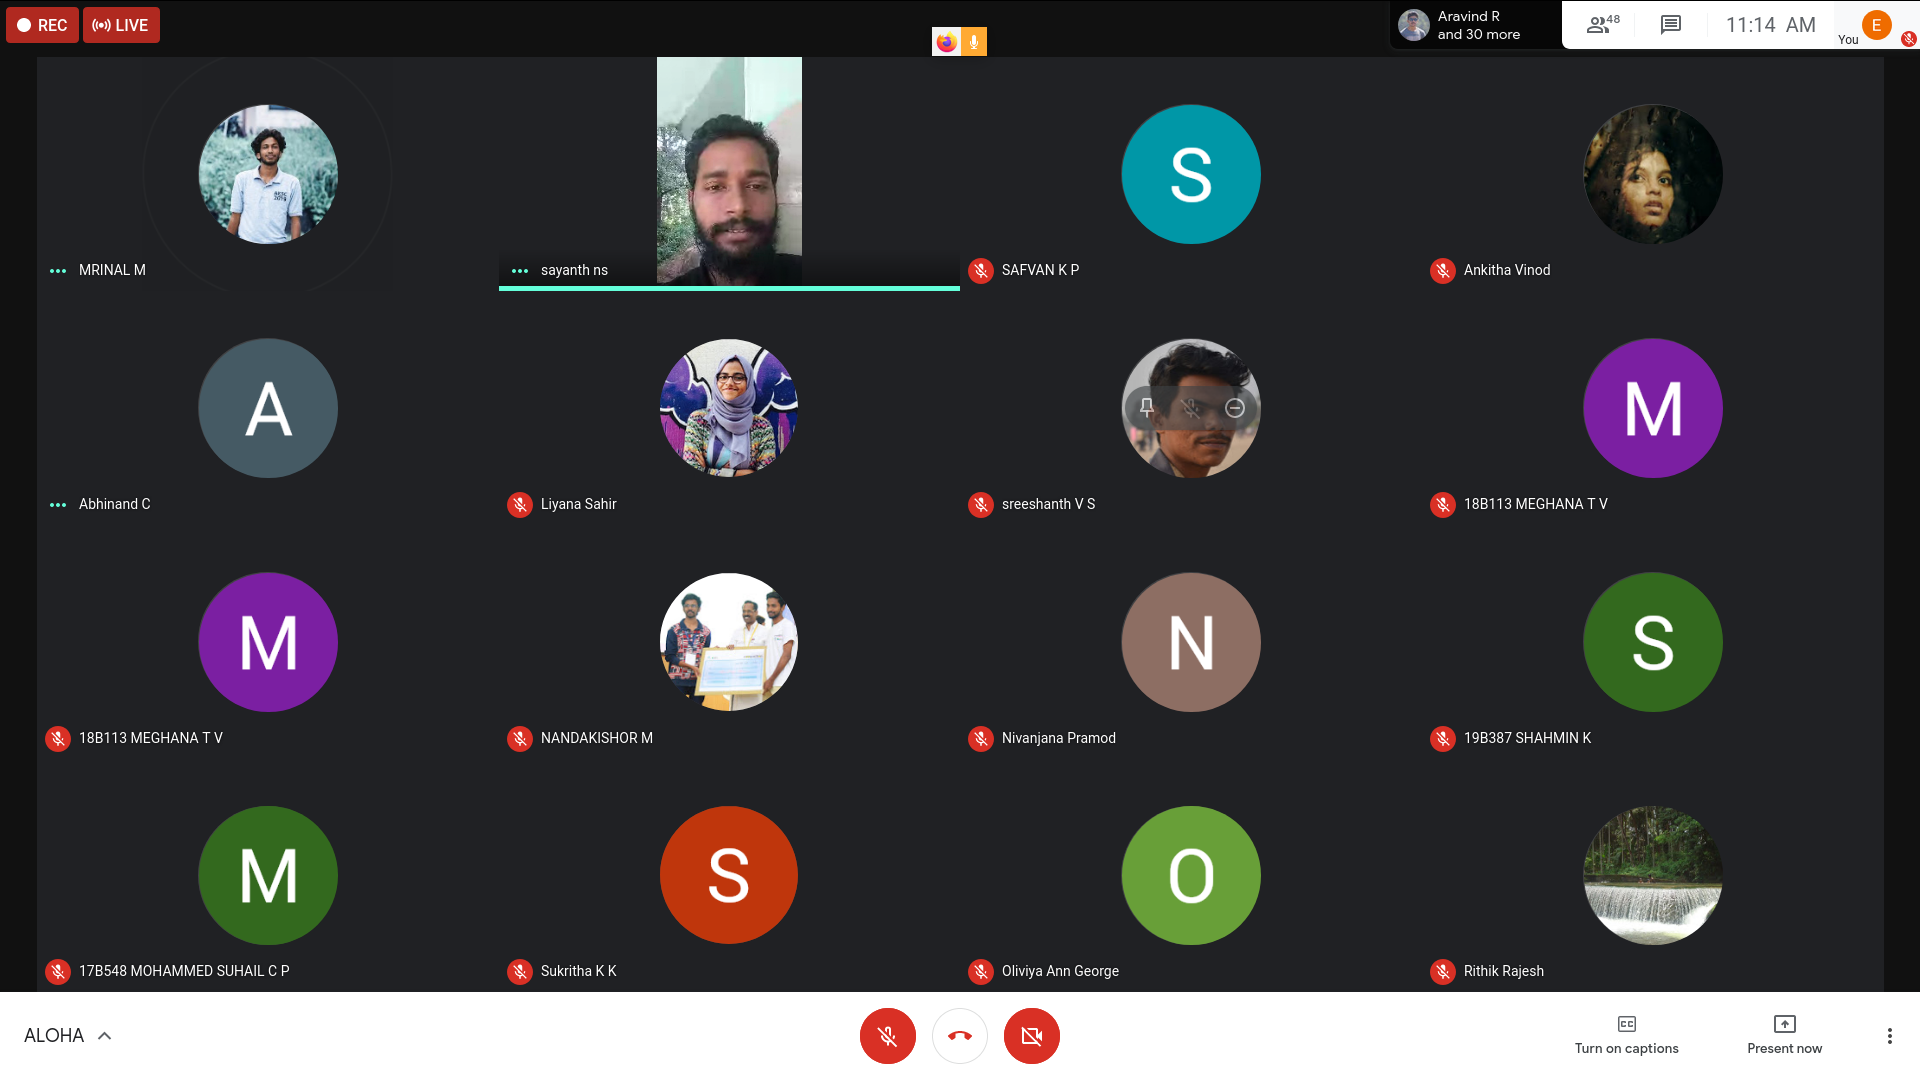 REC
LIVE
Aravind R
and 30 more
48
11:14 AM
You
E
MRINAL M
sayanth ns
S
SAFVAN K P
Ankitha Vinod
A
Abhinand C
Liyana Sahir
sreeshanth V S
M
18B113 MEGHANA T V
M
18B113 MEGHANA T V
NANDAKISHOR M
N
Nivanjana Pramod
S
19B387 SHAHMIN K
M
17B548 MOHAMMED SUHAIL C P
S
Sukritha K K
O
Oliviya Ann George
Rithik Rajesh
ALOHA
CC
Turn on captions
Present now